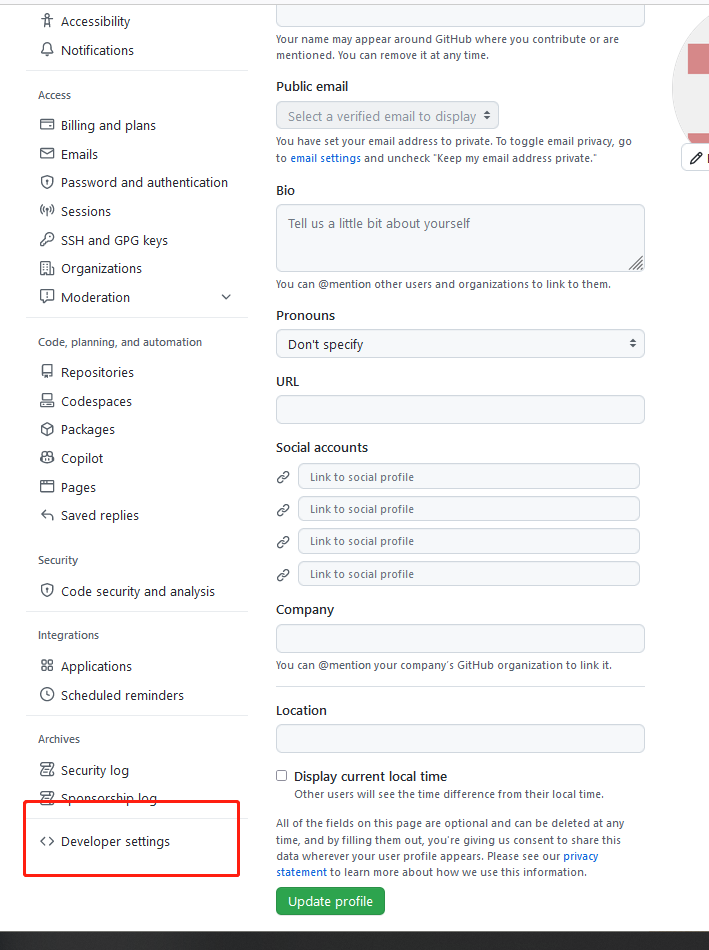 Accessibility
Notifications
Access
Billing and plans
Emails
Password and authentication
Sessions
SSH and GPG keys
Organizations
Moderation
Code, planning, and automation
Repositories
Codespaces
Packages
Copilot
Pages
Saved replies
Security
Code security and analysis
Integrations
Applications
Scheduled reminders
Archives
Security log
Sponsorship log
Developer settings
Your name may appear around GitHub where you contribute or are
mentioned. You can remove it at any time.
Public email
Select a verified email to display
You have set your email address to private. To toggle email privacy, go
to email settings and uncheck "Keep my email address private."
Bio
Tell us a little bit about yourself
You can @mention other users and organizations to link to them.
Pronouns
Don't specify
URL
Social accounts
Link to social profile
Link to social profile
Link to social profile
Link to social profile
Company
You can @mention your company's GitHub organization to link it.
Location
Display current local time
Other users will see the time difference from their local time.
All of the fields on this page are optional and can be deleted at any
time, and by filling them out, you're giving us consent to share this
data wherever your user profile appears. Please see our privacy
statement to learn more about how we use this information.
Update profile